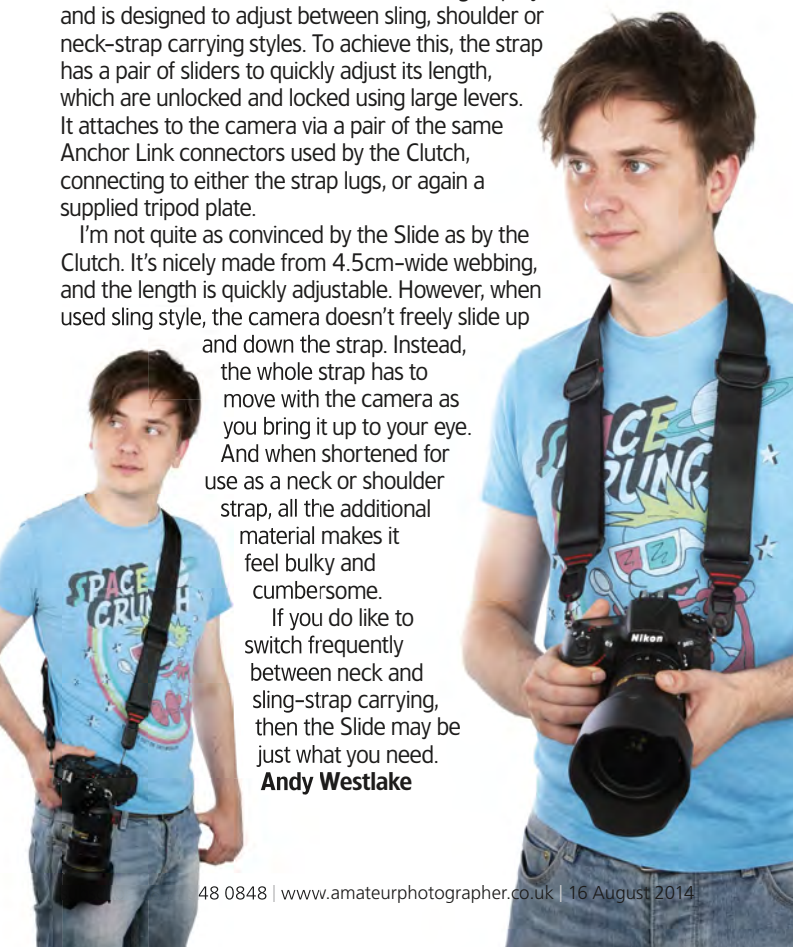 and is designed to adjust between sling, shoulder or
neck-strap carrying styles. To achieve this, the strap
has a pair of sliders to quickly adjust its length,
which are unlocked and locked using large levers.
It attaches to the camera via a pair of the same
Anchor Link connectors used by the Clutch,
connecting to either the strap lugs, or again a
supplied tripod plate.
I'm not quite as convinced by the Slide as by the
Clutch. It's nicely made from 4.5cm-wide webbing,
and the length is quickly adjustable. However, when
used sling style, the camera doesn't freely slide up
and down the strap. Instead,
the whole strap has to
move with the camera as
you bring it up to your eye.
And when shortened for
use as a neck or shoulder
strap, all the additional
material makes it
feel bulky and
cumbersome.
If you do like to
switch frequently
between neck and
sling-strap carrying,
then the Slide may be
just what you need.
Andy Westlake
SPACE
CRUNCH
SPACE
CRUNC
Nikon
48 0848 | www.amateurphotographer.co.uk | 16 August 2014